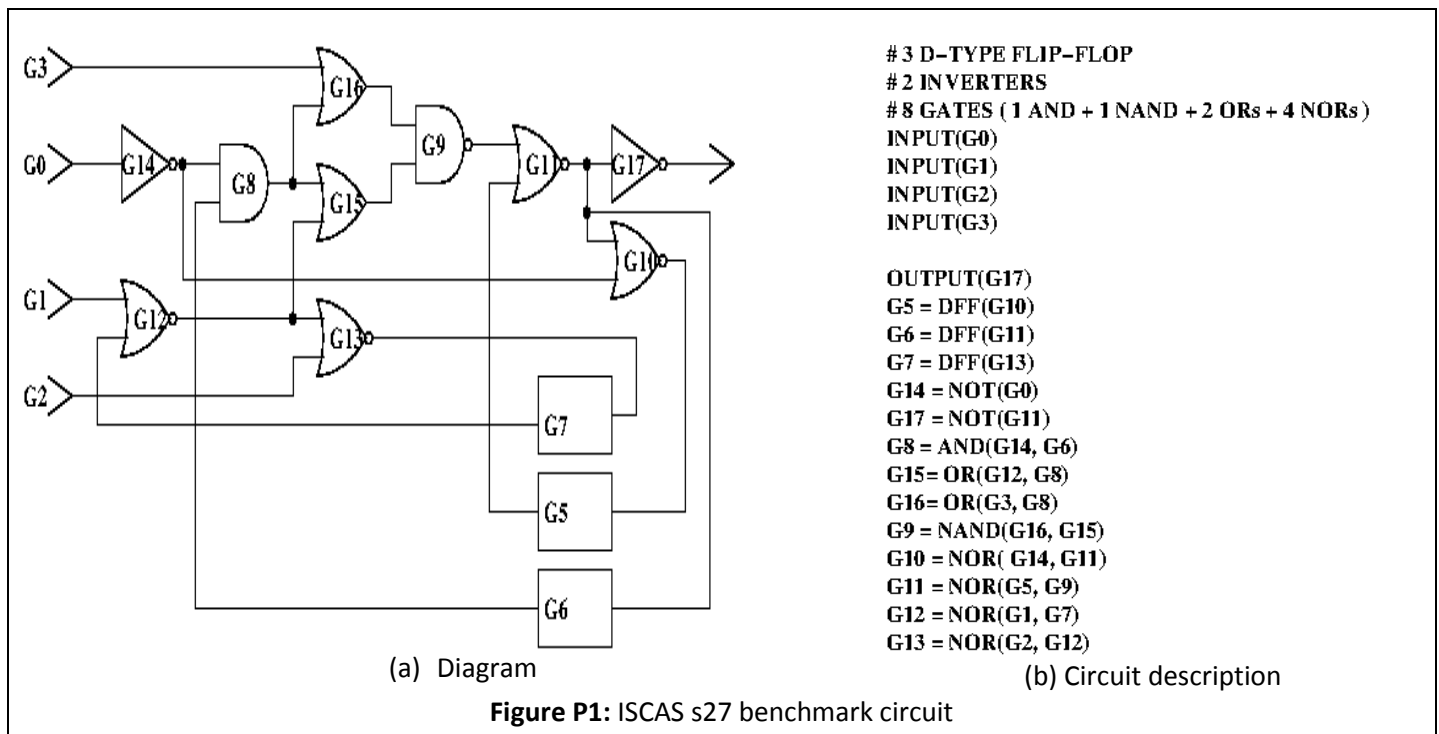 G3
G16
G9
G0
G14
G8
G11
G17
G15
G10
G1
G12
G13
G2
G7
G5
G6
(a) Diagram
# 3 D-TYPE FLIP-FLOP
# 2 INVERTERS
# 8 GATES ( 1 AND + 1 NAND + 2 ORs + 4 NORs )
INPUT(G0)
INPUT(G1)
INPUT(G2)
INPUT(G3)
OUTPUT(G17)
G5 = DFF(G10)
G6 = DFF(G11)
G7 = DFF(G13)
G14 = NOT(G0)
G17 = NOT(G11)
G8 = AND(G14, G6)
G15= OR(G12, G8)
G16= OR(G3, G8)
G9 = NAND(G16, G15)
G10 = NOR( G14, G11)
G11 = NOR(G5, G9)
G12 = NOR(G1, G7)
G13 = NOR(G2, G12)
(b) Circuit description
Figure P1: ISCAS s27 benchmark circuit